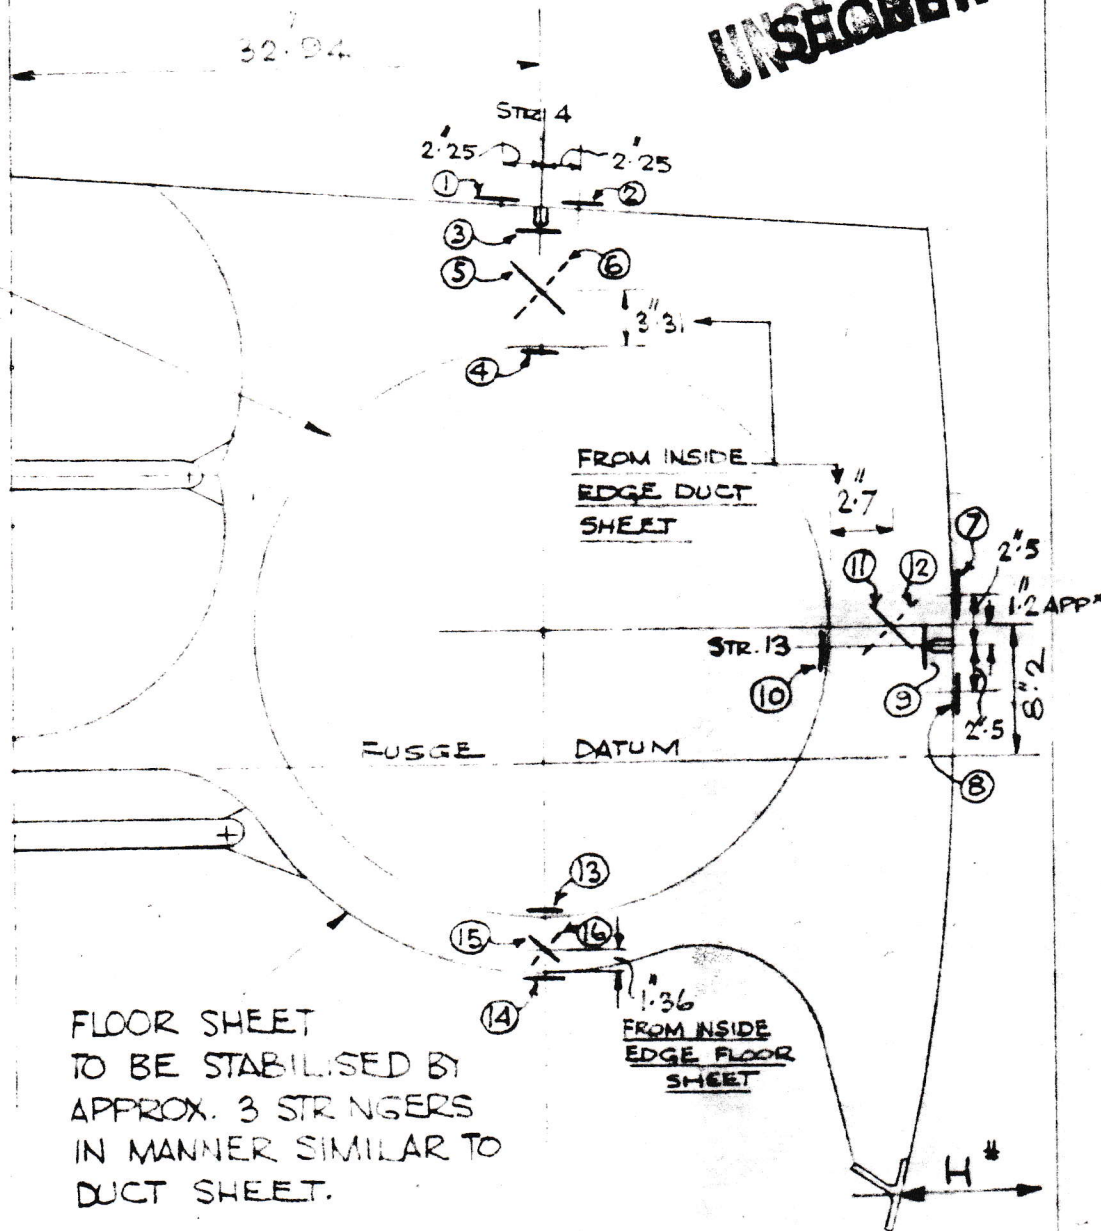 32″.94
STR 4
2″.25
2″.25
1
2
3
5
6
3″.31
4
FROM INSIDE
EDGE DUCT
SHEET
2″.7
7
2″.5
11
12
1″.2 APPX
STR. 13
10
9
8″.2
2″.5
FUSGE DATUM
8
13
15
16
14
1″.36
FROM INSIDE
EDGE FLOOR
SHEET
FLOOR SHEET
TO BE STABILISED BY
APPROX. 3 STR NGERS
IN MANNER SIMILAR TO
DUCT SHEET.
H #